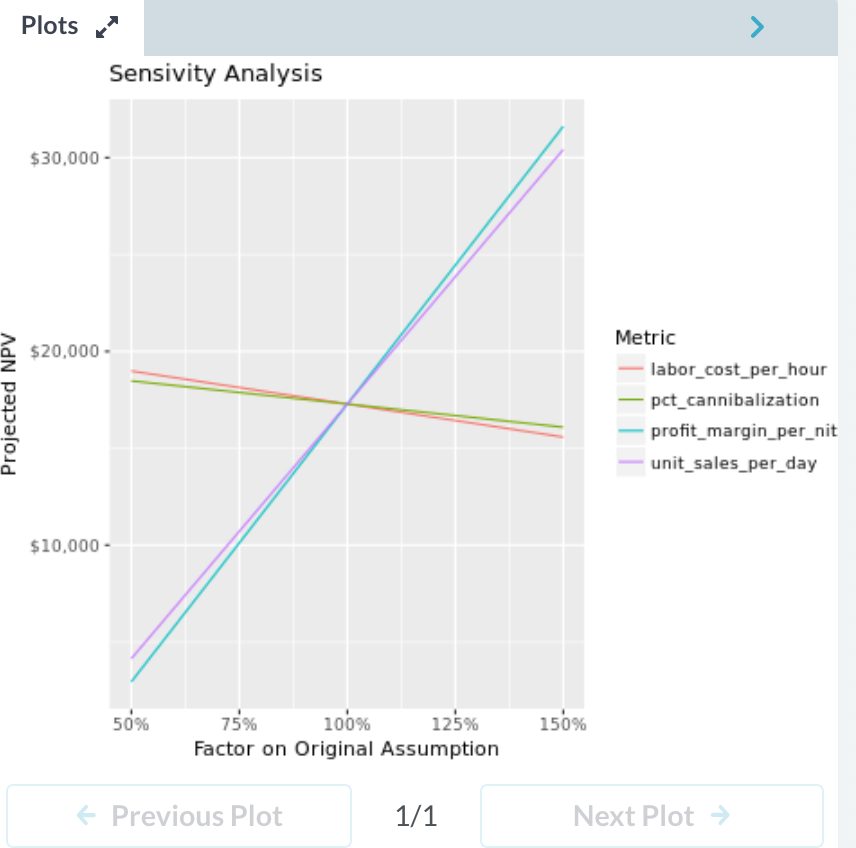 Plots
Sensivity Analysis
$30,000
$20,000
$10,000
Projected NPV
50% 75% 100% 125% 150%
Factor on Original Assumption
Metric
labor_cost_per_hour
pct_cannibalization
profit_margin_per_nit
unit_sales_per_day
← Previous Plot 1/1 Next Plot →